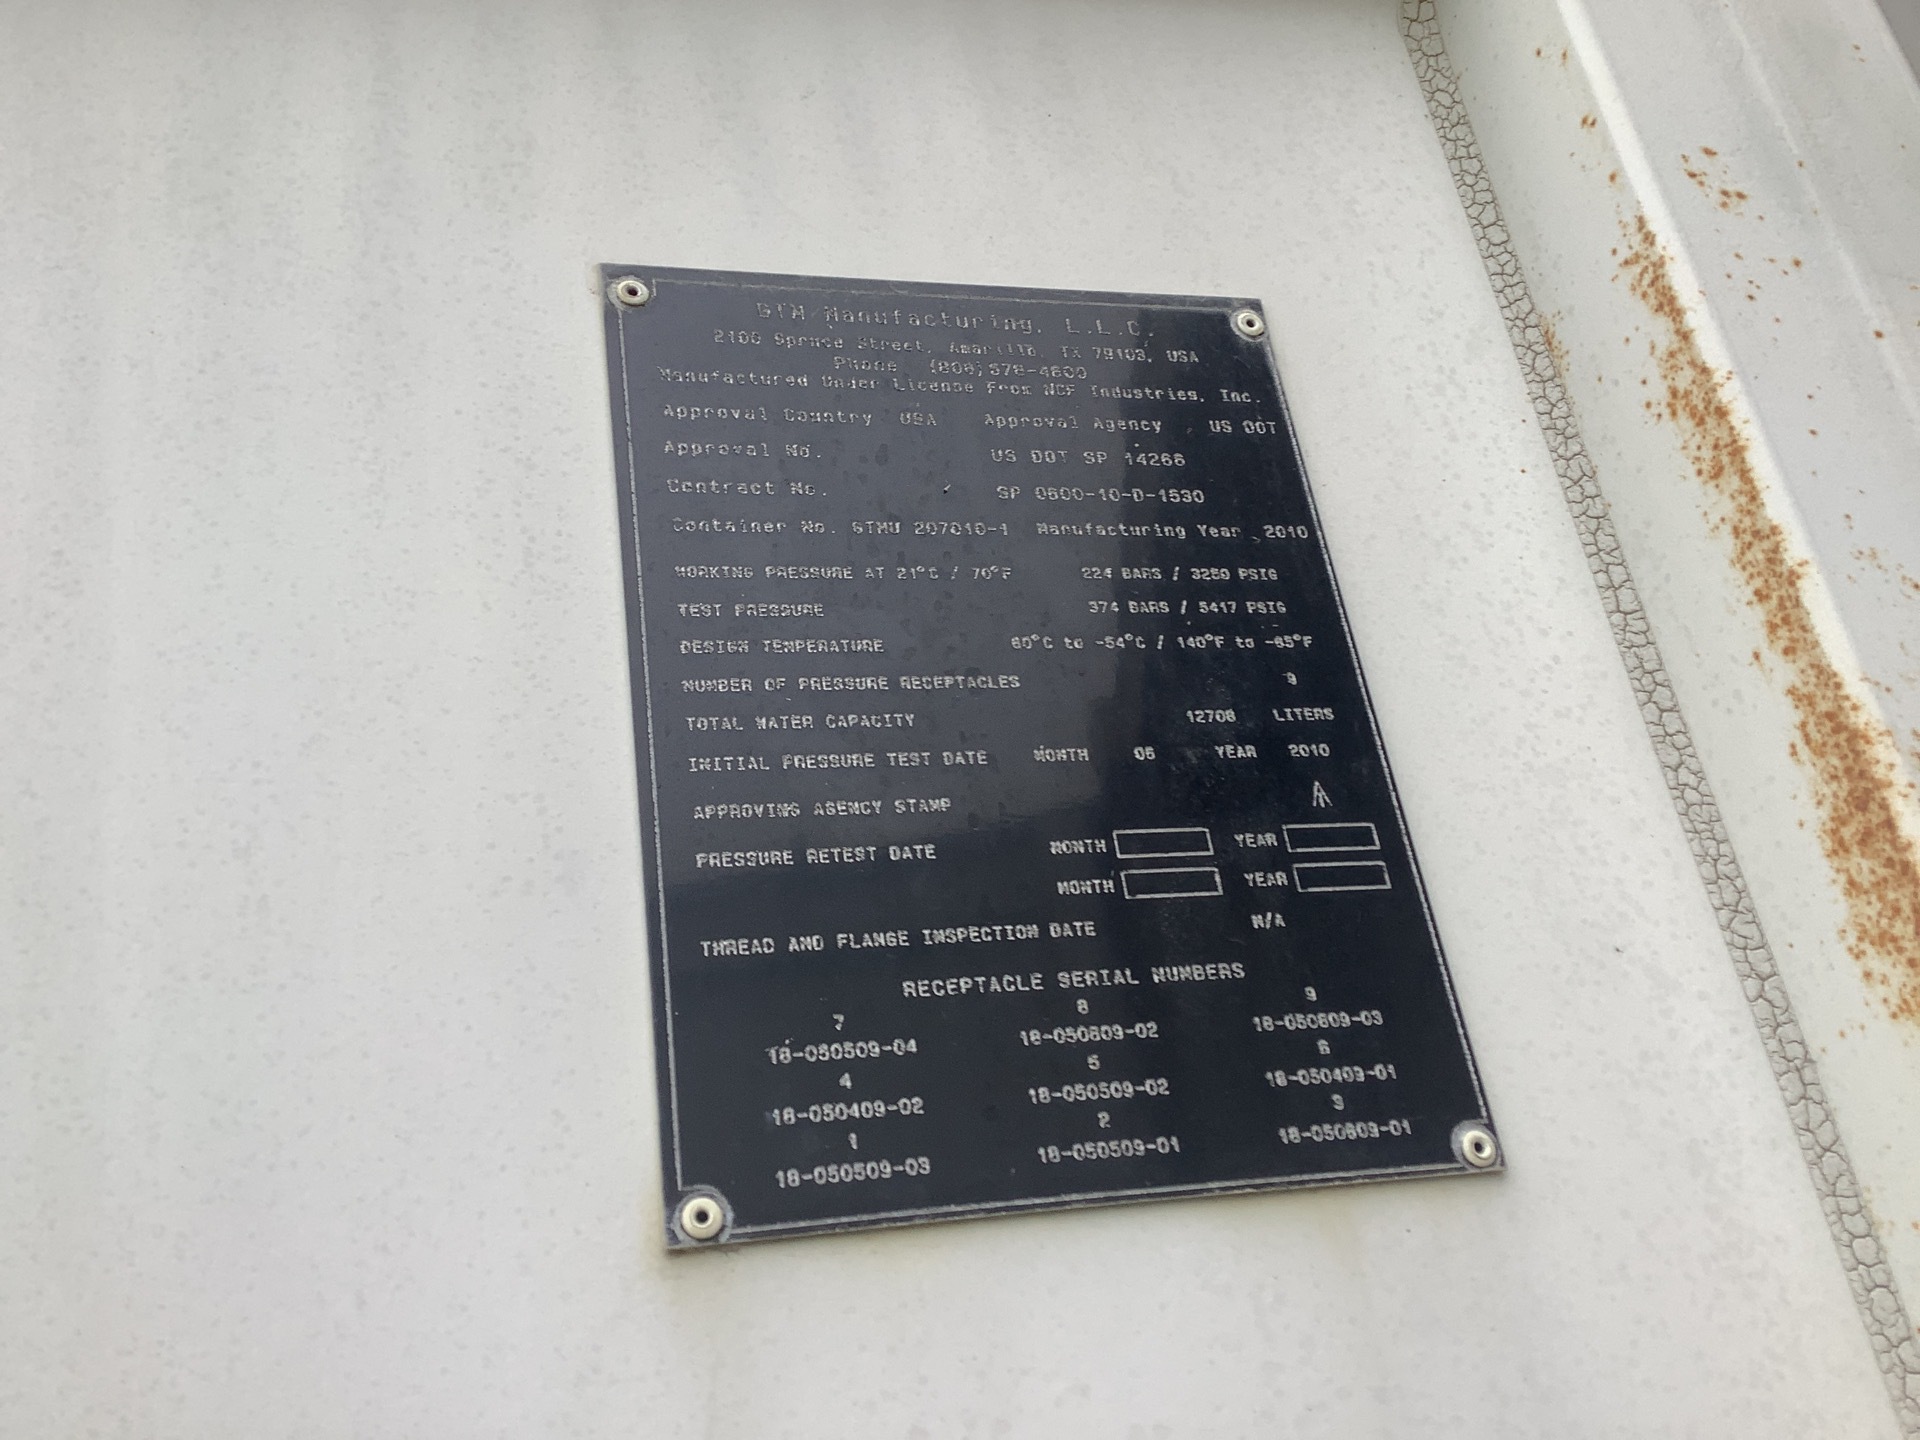 GTM Manufacturing, L.L.C.
2100 Spruce Street, Amarillo, TX 79103, USA
Phone (806) 378-4800
Manufactured Under License From NCF Industries, Inc.
Approval Country USA Approval Agency US DOT
Approval No. US DOT SP 14266
Contract No. SP 0600-10-D-1530
Container No. GTMU 207010-1 Manufacturing Year 2010
WORKING PRESSURE AT 21°C / 70°F 224 BARS / 3250 PSIG
TEST PRESSURE 374 BARS / 5417 PSIG
DESIGN TEMPERATURE 60°C to -54°C / 140°F to -65°F
NUMBER OF PRESSURE RECEPTACLES 9
TOTAL WATER CAPACITY 12708 LITERS
INITIAL PRESSURE TEST DATE MONTH 06 YEAR 2010
APPROVING AGENCY STAMP
PRESSURE RETEST DATE MONTH YEAR
MONTH YEAR
THREAD AND FLANGE INSPECTION DATE N/A
RECEPTACLE SERIAL NUMBERS
7 8 9
18-050509-04 18-050609-02 18-050609-03
4 5 6
18-050409-02 18-050509-02 18-050409-01
1 2 3
18-050509-03 18-050509-01 18-050609-01